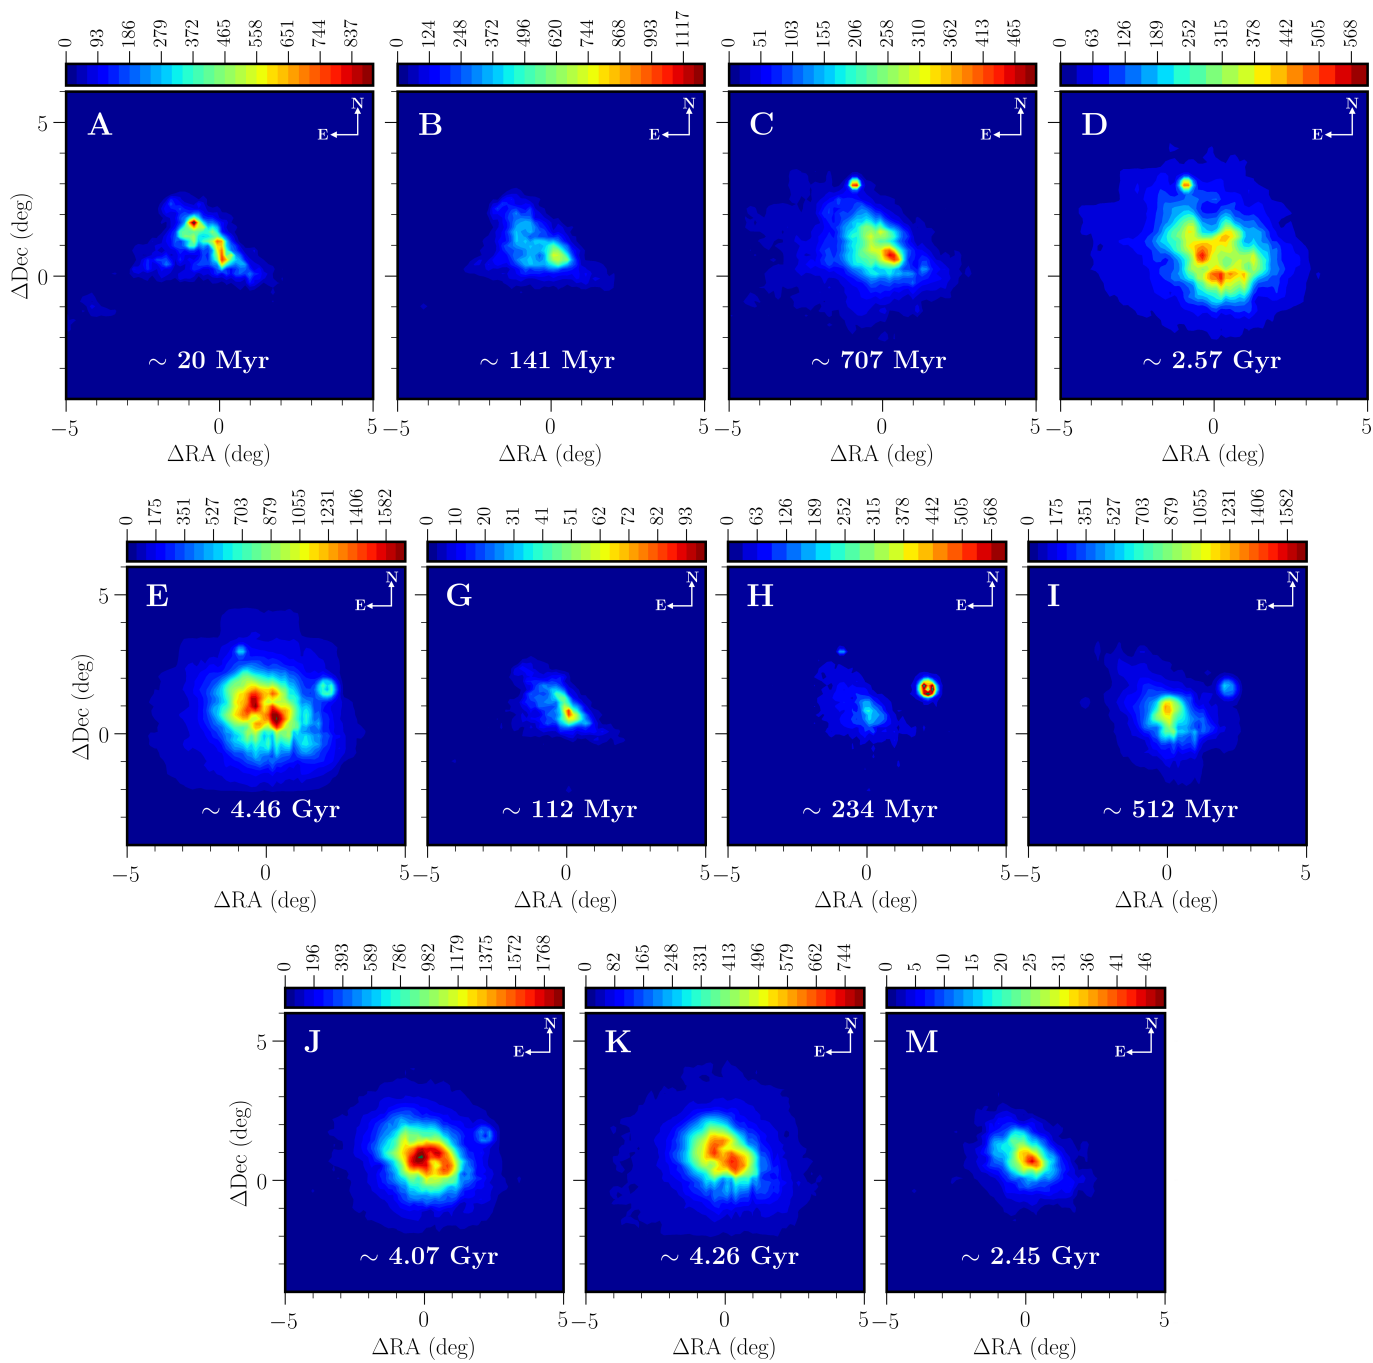 0 93 186 279 372 465 558 651 744 837
0 124 248 372 496 620 744 868 993 1117
0 51 103 155 206 258 310 362 413 465
0 63 126 189 252 315 378 442 505 568
A N E
B N E
C N E
D N E
5
0
ΔDec (deg)
∼ 20 Myr
∼ 141 Myr
∼ 707 Myr
∼ 2.57 Gyr
−5 0 5
−5 0 5
−5 0 5
−5 0 5
ΔRA (deg)
ΔRA (deg)
ΔRA (deg)
ΔRA (deg)
0 175 351 527 703 879 1055 1231 1406 1582
0 10 20 31 41 51 62 72 82 93
0 63 126 189 252 315 378 442 505 568
0 175 351 527 703 879 1055 1231 1406 1582
E N E
G N E
H N E
I N E
5
0
ΔDec (deg)
∼ 4.46 Gyr
∼ 112 Myr
∼ 234 Myr
∼ 512 Myr
−5 0 5
−5 0 5
−5 0 5
−5 0 5
ΔRA (deg)
ΔRA (deg)
ΔRA (deg)
ΔRA (deg)
0 196 393 589 786 982 1179 1375 1572 1768
0 82 165 248 331 413 496 579 662 744
0 5 10 15 20 25 31 36 41 46
J N E
K N E
M N E
5
0
ΔDec (deg)
∼ 4.07 Gyr
∼ 4.26 Gyr
∼ 2.45 Gyr
−5 0 5
−5 0 5
−5 0 5
ΔRA (deg)
ΔRA (deg)
ΔRA (deg)